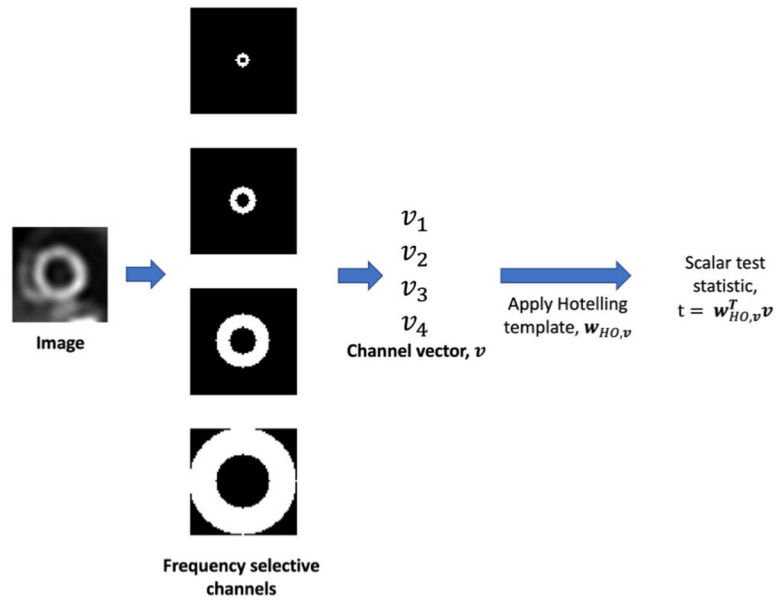 Image
Frequency selective
channels
𝑣1
𝑣2
𝑣3
𝑣4
Channel vector, 𝒗
Apply Hotelling
template, 𝒘𝐻𝑂,𝒗
Scalar test
statistic,
t = 𝒘ᵀ𝐻𝑂,𝒗𝒗